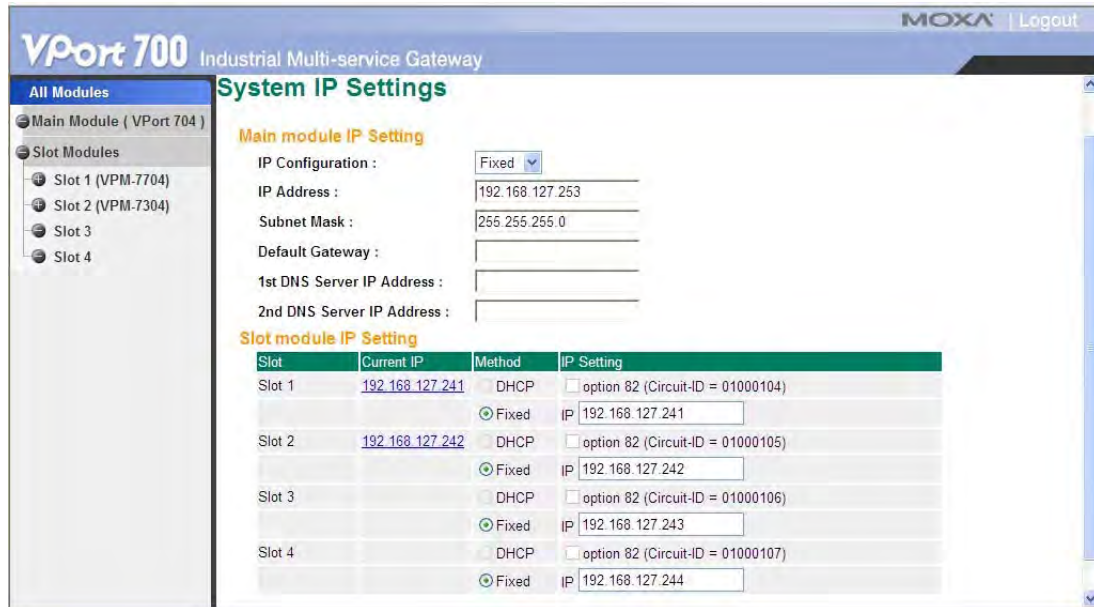 MOXA | Logout
VPort 700 Industrial Multi-service Gateway
All Modules
Main Module ( VPort 704 )
Slot Modules
Slot 1 (VPM-7704)
Slot 2 (VPM-7304)
Slot 3
Slot 4
System IP Settings
Main module IP Setting
IP Configuration : Fixed
IP Address : 192.168.127.253
Subnet Mask : 255.255.255.0
Default Gateway :
1st DNS Server IP Address :
2nd DNS Server IP Address :
Slot module IP Setting
Slot Current IP Method IP Setting
Slot 1 192.168.127.241 DHCP option 82 (Circuit-ID = 01000104)
Fixed IP 192.168.127.241
Slot 2 192.168.127.242 DHCP option 82 (Circuit-ID = 01000105)
Fixed IP 192.168.127.242
Slot 3 DHCP option 82 (Circuit-ID = 01000106)
Fixed IP 192.168.127.243
Slot 4 DHCP option 82 (Circuit-ID = 01000107)
Fixed IP 192.168.127.244